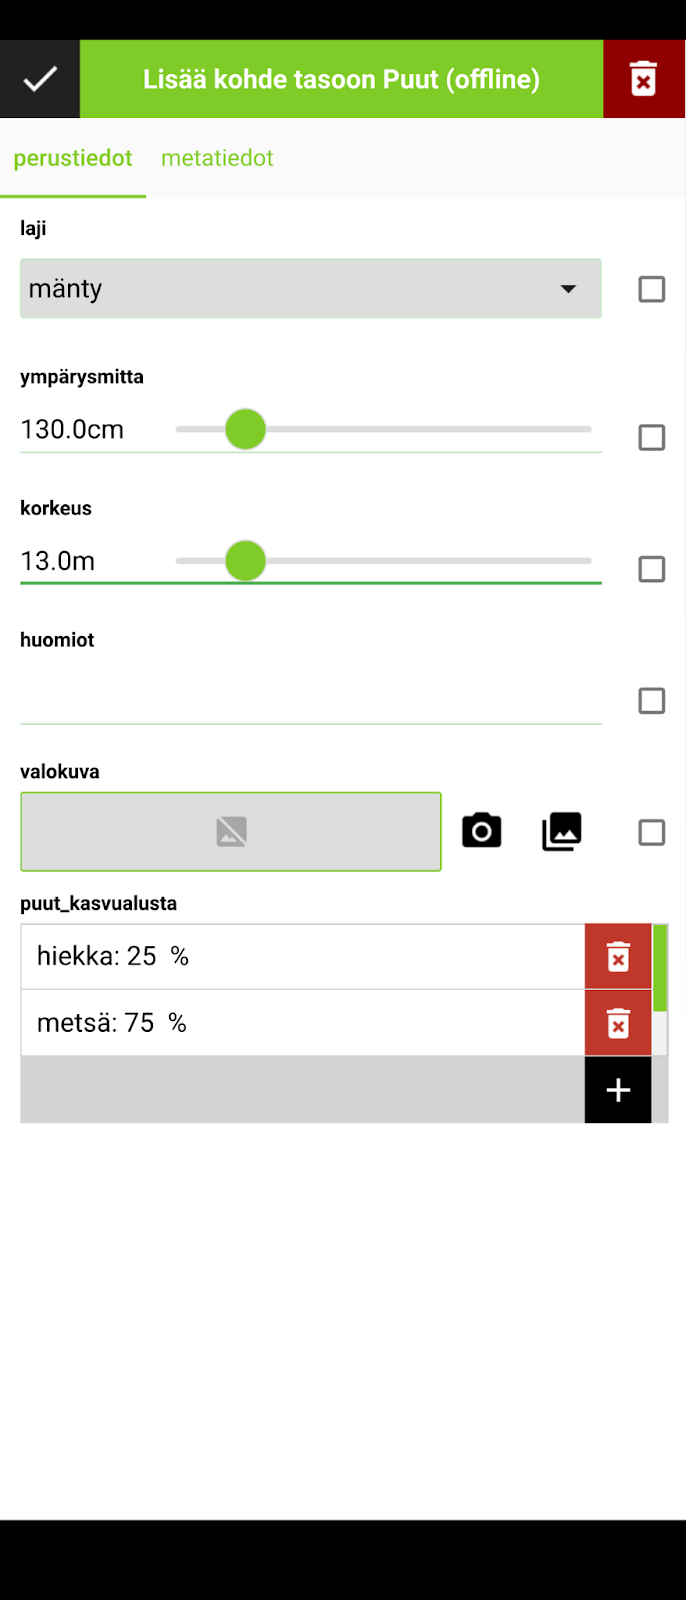 Lisää kohde tasoon Puut (offline)
perustiedot metatiedot
laji
mänty
ympärysmitta
130.0cm
korkeus
13.0m
huomiot
valokuva
puut_kasvualusta
hiekka: 25 %
metsä: 75 %